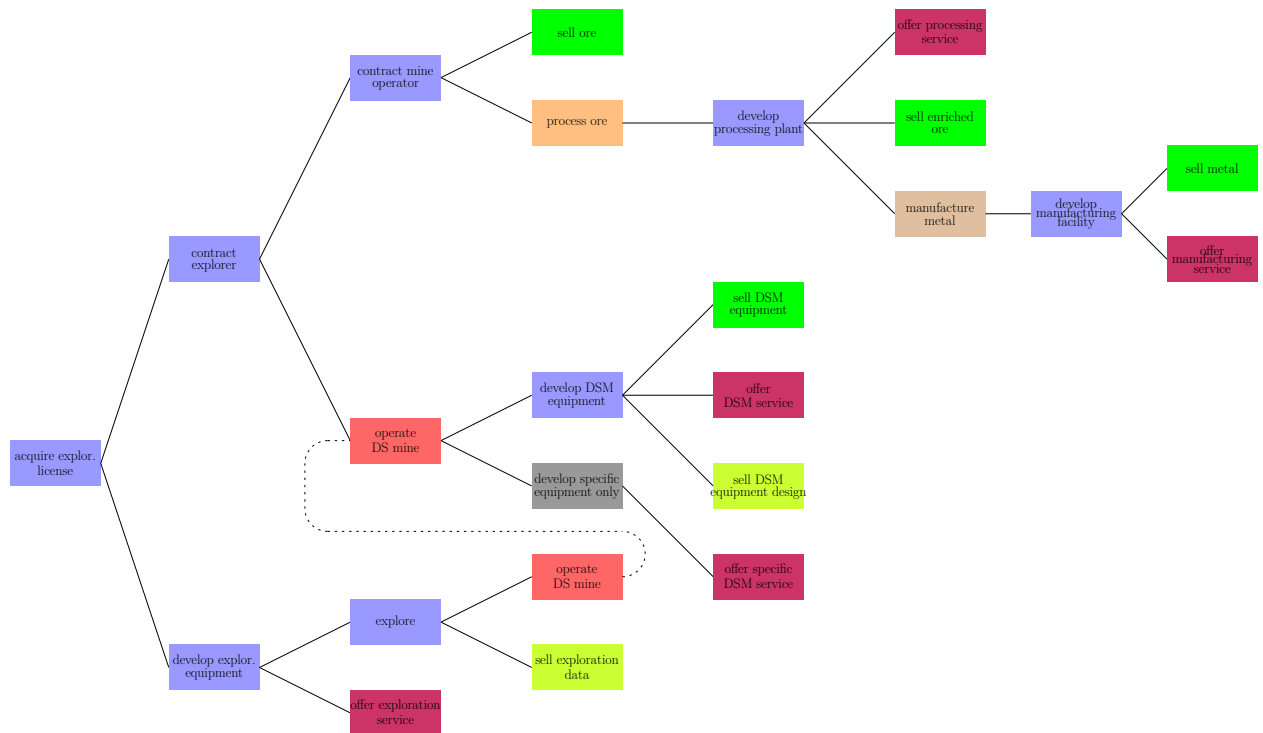 sell ore
offer processing
service
contract mine
operator
process ore
develop
processing plant
sell enriched
ore
sell metal
manufacture
metal
develop
manufacturing
facility
contract
explorer
offer
manufacturing
service
sell DSM
equipment
develop DSM
equipment
offer
DSM service
operate
DS mine
acquire explor.
license
develop specific
equipment only
sell DSM
equipment design
operate
DS mine
offer specific
DSM service
explore
develop explor.
equipment
sell exploration
data
offer exploration
service